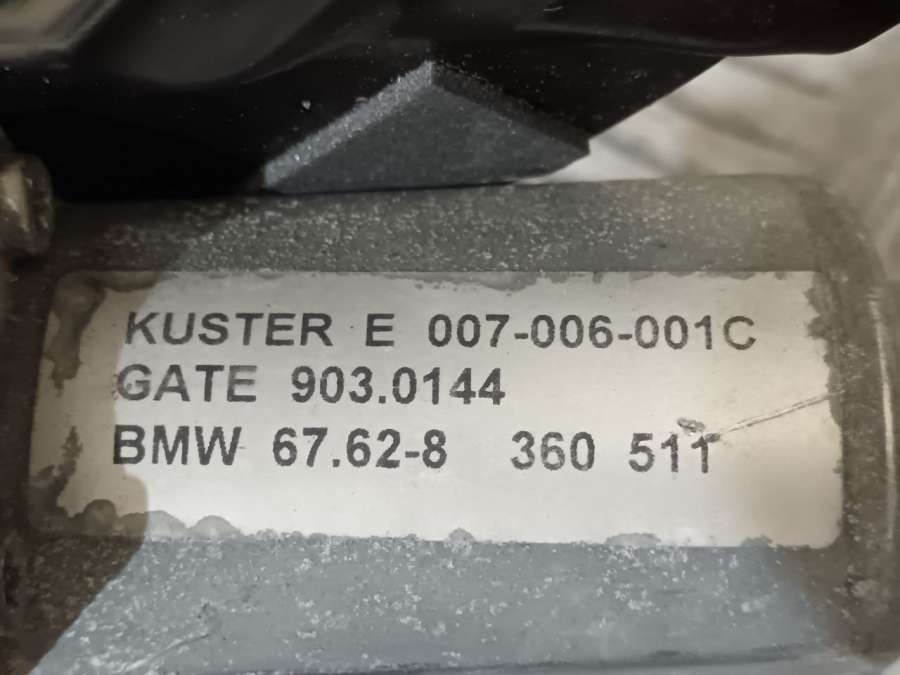 KUSTER E 007-006-001C
GATE 903.0144
BMW 67.62-8 360 511